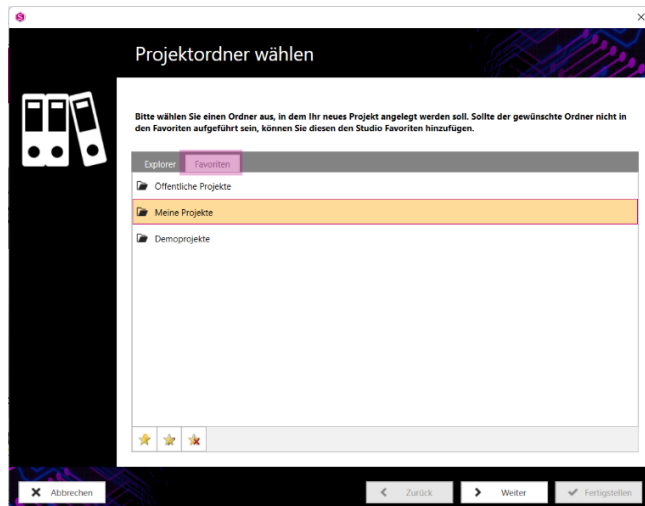 Projektordner wählen
Bitte wählen Sie einen Ordner aus, in dem Ihr neues Projekt angelegt werden soll. Sollte der gewünschte Ordner nicht in
den Favoriten aufgeführt sein, können Sie diesen den Studio Favoriten hinzufügen.
Explorer Favoriten
Öffentliche Projekte
Meine Projekte
Demoprojekte
Abbrechen Zurück Weiter Fertigstellen